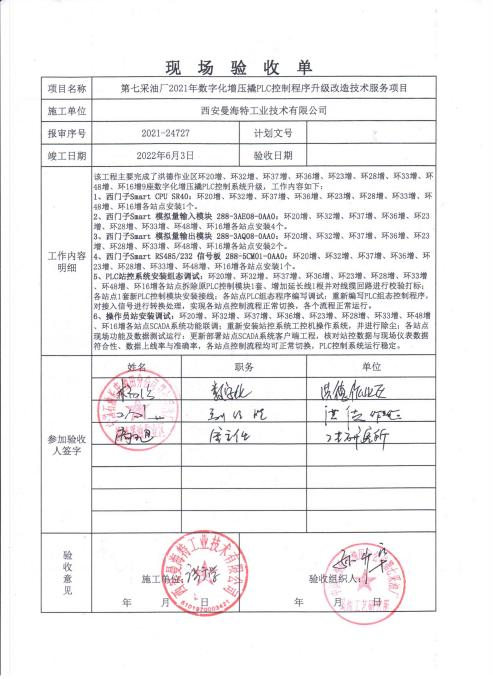 现 场 验 收 单
项目名称 第七采油厂2021年数字化增压撬PLC控制程序升级改造技术服务项目
施工单位 西安曼海特工业技术有限公司
报审序号 2021-24727 计划文号
竣工日期 2022年6月3日 验收日期
工作内容明细
该工程主要完成了洪德作业区环20增、环32增、环37增、环36增、环23增、环28增、环33增、环
48增、环16增9座数字化增压撬PLC控制系统升级，工作内容如下：
1、西门子Smart CPU SR40：环20增、环32增、环37增、环36增、环23增、环28增、环33增、
环48增、环16增各站点安装1个。
2、西门子Smart 模拟量输入模块 288-3AE08-0AA0：环20增、环32增、环37增、环36增、环23
增、环28增、环33增、环48增、环16增各站点安装4个。
3、西门子Smart 模拟量输出模块 288-3AQ08-0AA0：环20增、环32增、环37增、环36增、环23
增、环28增、环33增、环48增、环16增各站点安装2个。
4、西门子Smart RS485/232 信号板 288-5CM01-0AA0：环20增、环32增、环37增、环36增、环
23增、环28增、环33增、环48增、环16增各站点安装1个。
5、PLC站控系统安装组态调试：环20增、环32增、环37增、环36增、环23增、环28增、环33增
、环48增、环16增各站点拆除原PLC控制模块1套、增加延长线1根并对线缆回路进行校验打标；
各站点1套新PLC控制模块安装接线；各站点PLC组态程序编写调试，重新编写PLC组态控制程序，
对接入信号进行转换处理，实现各站点控制流程正常切换，各个流程正常运行。
6、操作员站安装调试：环20增、环32增、环37增、环36增、环23增、环28增、环33增、环48增
、环16增各站点SCADA系统功能联调；重新安装站控系统工控机操作系统，并进行除尘；各站点
现场功能及数据测试运行；更新部署站点SCADA系统客户端工程，核对站控数据与现场仪表数据
符合性、数据上线率与准确率，各站点控制流程均可正常切换，PLC控制系统运行稳定。
参加验收人签字
姓名 职务 单位
数字化 洪德作业区
洪德作业区
验收意见
施工单位： 验收组织人：
年 月 日 年 月 日
西安曼海特工业技术有限公司